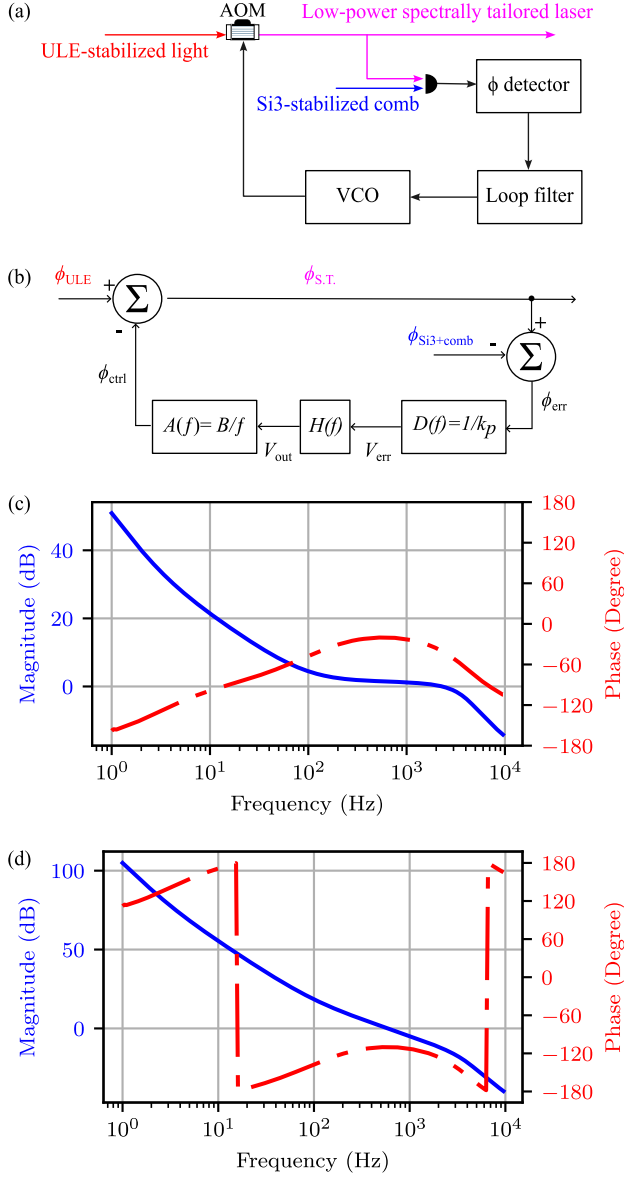 (a)
AOM
Low-power spectrally tailored laser
ULE-stabilized light
Si3-stabilized comb
ϕ detector
VCO
Loop filter
(b)
ϕULE
+
Σ
-
ϕS.T.
ϕSi3+comb
-
+
Σ
ϕctrl
ϕerr
A(f)= B/f
H(f)
D(f)=1/kp
Vout
Verr
(c)
Magnitude (dB)
40
20
0
180
120
60
0
−60
−120
−180
Phase (Degree)
10⁰
10¹
10²
10³
10⁴
Frequency (Hz)
(d)
Magnitude (dB)
100
50
0
180
120
60
0
−60
−120
−180
Phase (Degree)
10⁰
10¹
10²
10³
10⁴
Frequency (Hz)